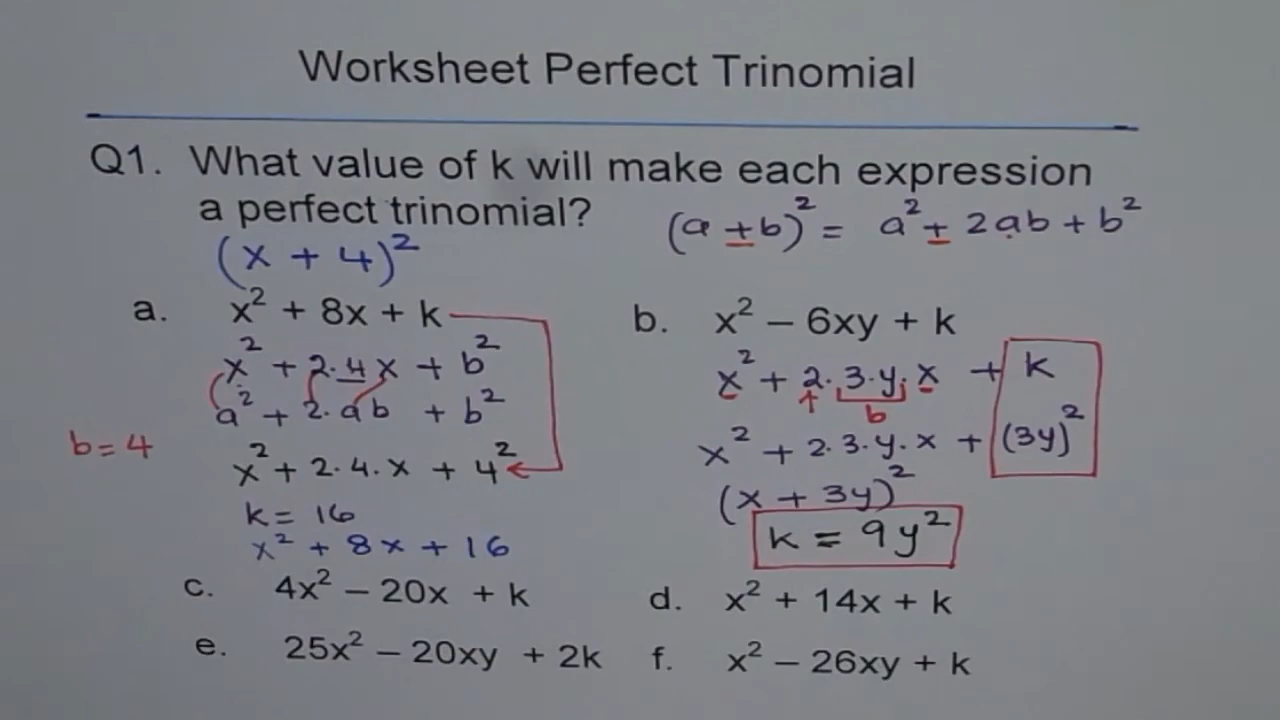 Worksheet Perfect Trinomial
Q1. What value of k will make each expression
a perfect trinomial?
(a ± b)² = a² ± 2ab + b²
(x + 4)²
a. x² + 8x + k
x² + 2·4x + b²
a² + 2·ab + b²
b = 4
x² + 2·4·x + 4²
k = 16
x² + 8x + 16
b. x² – 6xy + k
x² + 2·3·y·x + k
b
x² + 2·3·y·x + (3y)²
(x + 3y)²
k = 9y²
c. 4x² – 20x + k
d. x² + 14x + k
e. 25x² – 20xy + 2k
f. x² – 26xy + k